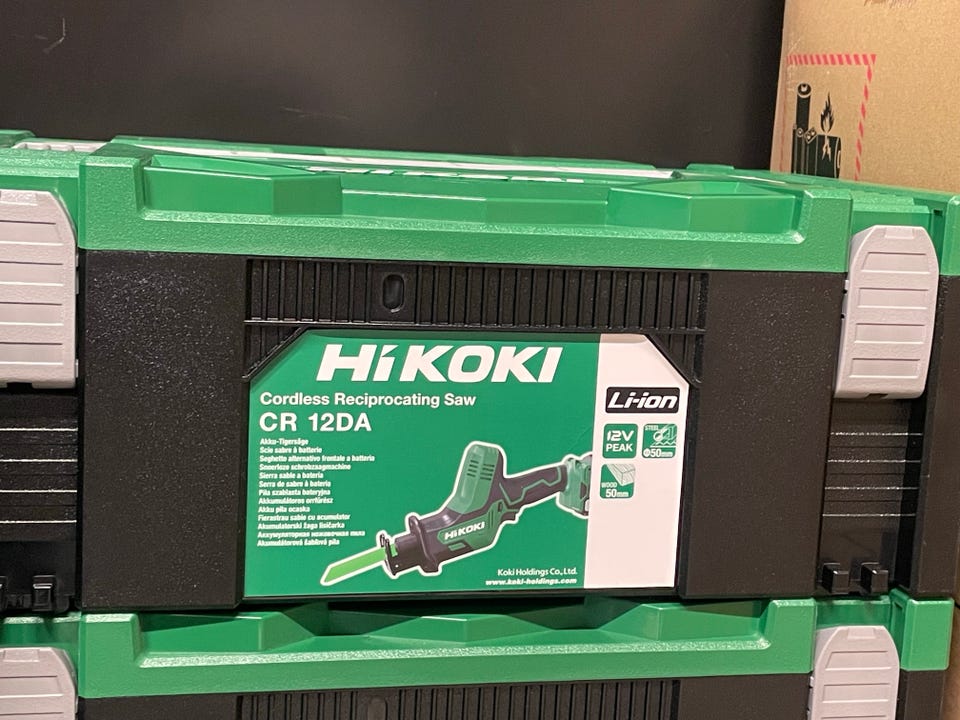 HiKOKI
Cordless Reciprocating Saw
CR 12DA
Akku-Tigersäge
Scie sabre à batterie
Seghetto alternativo frontale a batteria
Snoerloze schrobzaagmachine
Sierra sable a batería
Serra de sabre à bateria
Piła szablasta bateryjna
Akkumulátoros orrfűrész
Akü pila ocaska
Fierastrau sabie cu acumulator
Akumulatorski žaga lisičarka
Аккумуляторная ножовочная пила
Akumulátorová šabľová píla
Li-ion
12V
PEAK
STEEL
50mm
WOOD
50mm
HiKOKI
Koki Holdings Co., Ltd.
www.koki-holdings.com